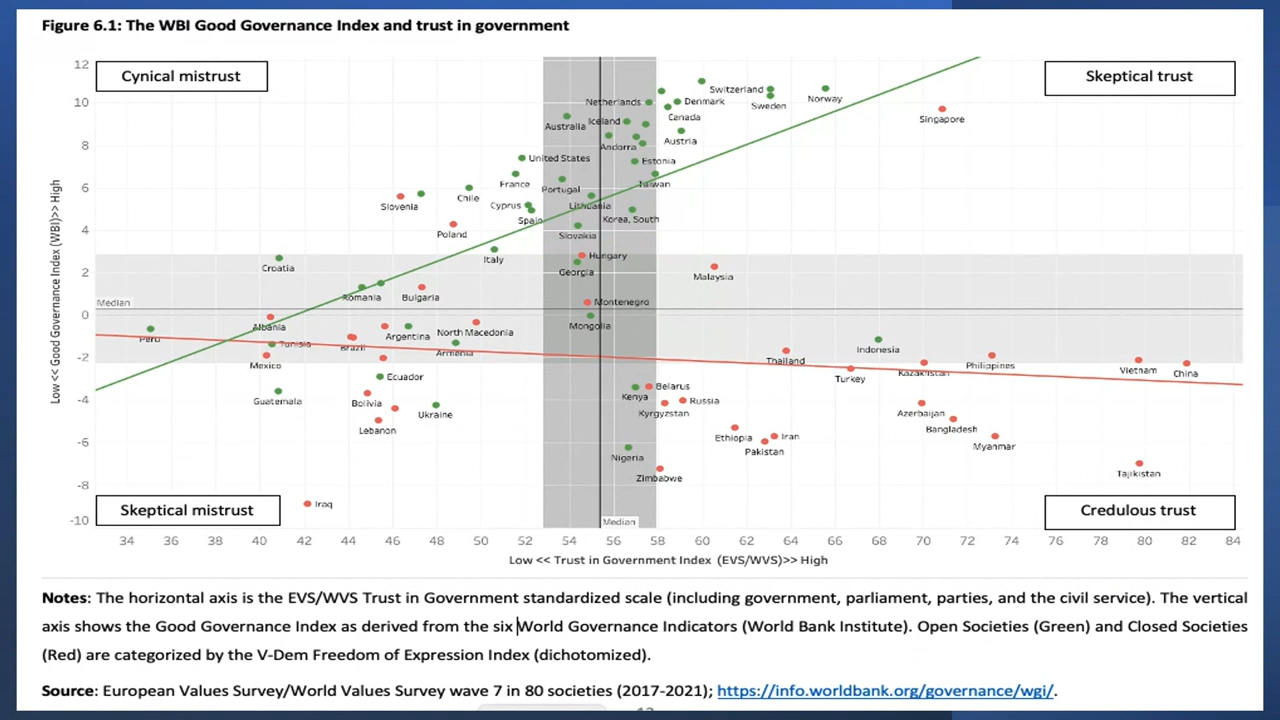 Figure 6.1: The WBI Good Governance Index and trust in government
Cynical mistrust
Skeptical trust
12
10
8
6
4
2
0
-2
-4
-6
-8
-10
Low << Good Governance Index (WBI)>> High
Switzerland
Netherlands
Denmark
Sweden
Norway
Singapore
Canada
Iceland
Australia
Andorra
Austria
United States
Estonia
France
Portugal
Taiwan
Slovenia
Chile
Cyprus
Lithuania
Spain
Korea, South
Poland
Slovakia
Italy
Hungary
Croatia
Georgia
Malaysia
Romania
Bulgaria
Median
Montenegro
Albania
Mongolia
Peru
Argentina
North Macedonia
Tunisia
Brazil
Armenia
Indonesia
Mexico
Thailand
Turkey
Kazakhstan
Philippines
Vietnam
China
Ecuador
Kenya
Belarus
Guatemala
Bolivia
Ukraine
Kyrgyzstan
Russia
Azerbaijan
Lebanon
Bangladesh
Ethiopia
Iran
Pakistan
Myanmar
Nigeria
Zimbabwe
Tajikistan
Iraq
Skeptical mistrust
Credulous trust
Median
34 36 38 40 42 44 46 48 50 52 54 56 58 60 62 64 66 68 70 72 74 76 78 80 82 84
Low << Trust in Government Index (EVS/WVS)>> High
Notes: The horizontal axis is the EVS/WVS Trust in Government standardized scale (including government, parliament, parties, and the civil service). The vertical
axis shows the Good Governance Index as derived from the six World Governance Indicators (World Bank Institute). Open Societies (Green) and Closed Societies
(Red) are categorized by the V-Dem Freedom of Expression Index (dichotomized).
Source: European Values Survey/World Values Survey wave 7 in 80 societies (2017-2021); https://info.worldbank.org/governance/wgi/.